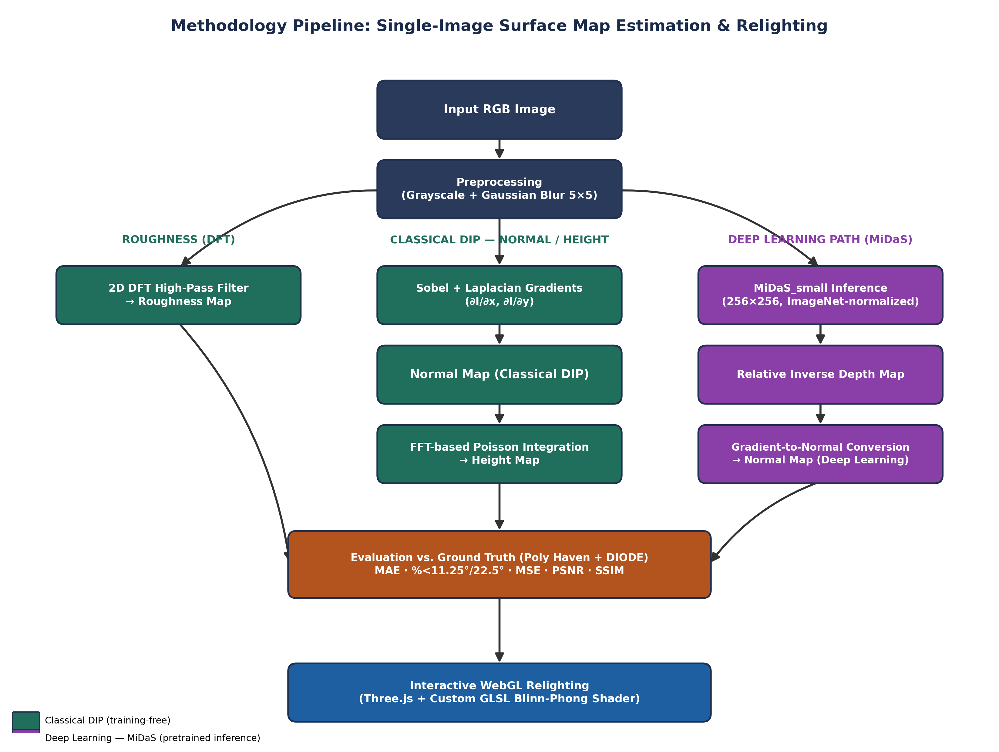 Methodology Pipeline: Single-Image Surface Map Estimation & Relighting
Input RGB Image
Preprocessing
(Grayscale + Gaussian Blur 5×5)
ROUGHNESS (DFT)
CLASSICAL DIP — NORMAL / HEIGHT
DEEP LEARNING PATH (MiDaS)
2D DFT High-Pass Filter
→ Roughness Map
Sobel + Laplacian Gradients
(∂I/∂x, ∂I/∂y)
MiDaS_small Inference
(256×256, ImageNet-normalized)
Normal Map (Classical DIP)
Relative Inverse Depth Map
FFT-based Poisson Integration
→ Height Map
Gradient-to-Normal Conversion
→ Normal Map (Deep Learning)
Evaluation vs. Ground Truth (Poly Haven + DIODE)
MAE · %<11.25°/22.5° · MSE · PSNR · SSIM
Interactive WebGL Relighting
(Three.js + Custom GLSL Blinn-Phong Shader)
Classical DIP (training-free)
Deep Learning — MiDaS (pretrained inference)